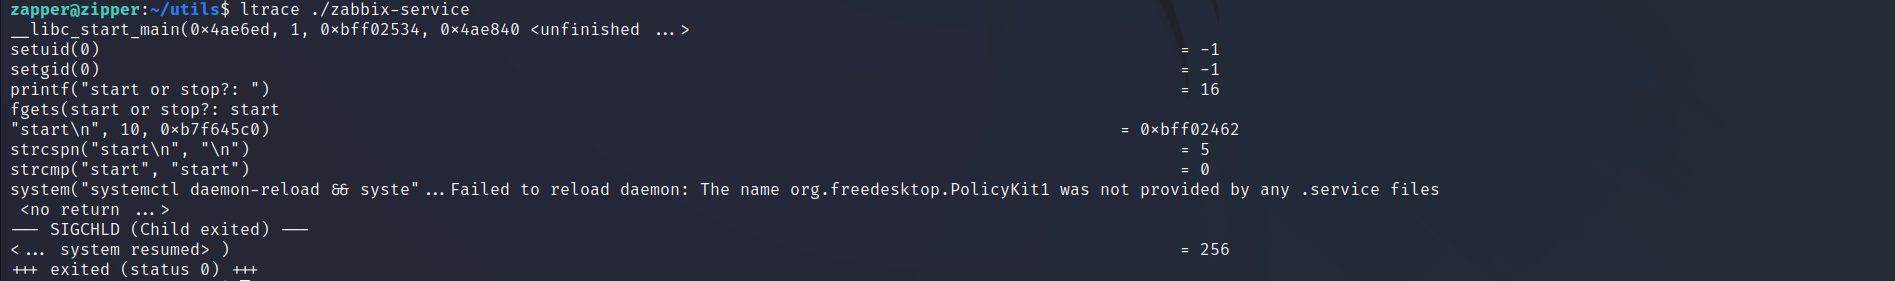 zapper@zipper:~/utils$ ltrace ./zabbix-service
__libc_start_main(0×4ae6ed, 1, 0×bff02534, 0×4ae840 <unfinished ...>
setuid(0) = -1
setgid(0) = -1
printf("start or stop?: ") = 16
fgets(start or stop?: start
"start\n", 10, 0×b7f645c0) = 0×bff02462
strcspn("start\n", "\n") = 5
strcmp("start", "start") = 0
system("systemctl daemon-reload && syste"...Failed to reload daemon: The name org.freedesktop.PolicyKit1 was not provided by any .service files
<no return ...>
--- SIGCHLD (Child exited) ---
<... system resumed> ) = 256
+++ exited (status 0) +++